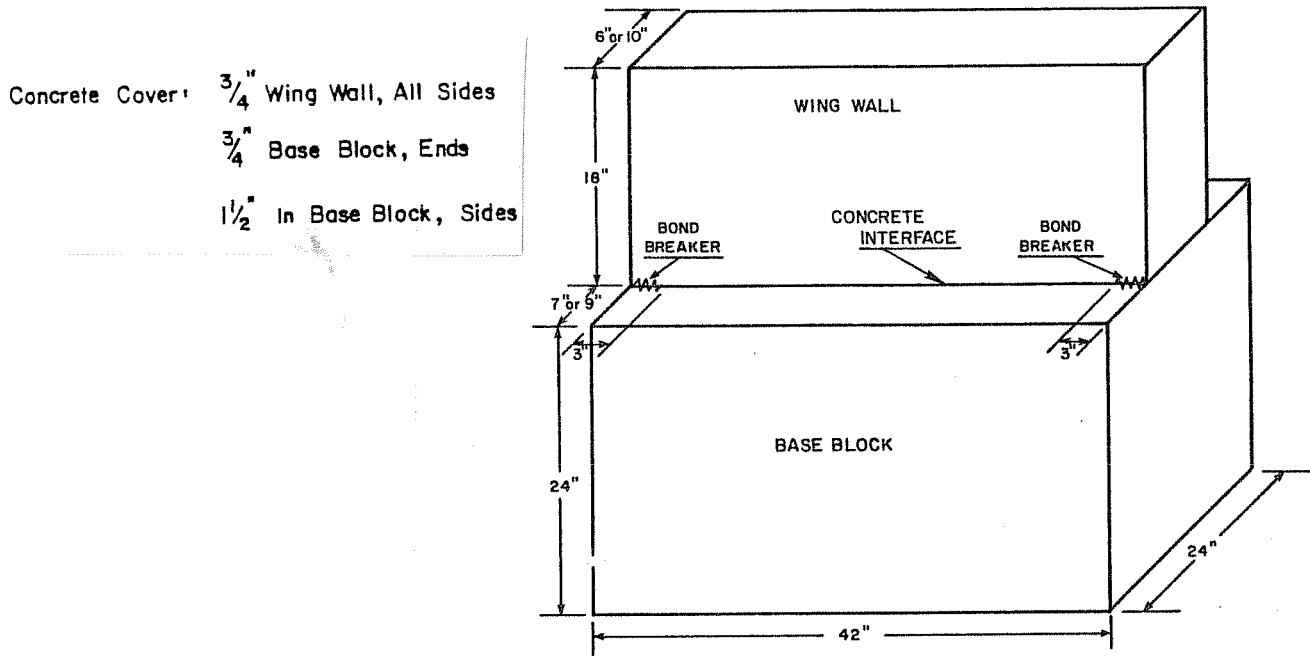 Concrete Cover: 3/4" Wing Wall, All Sides
3/4" Base Block, Ends
1 1/2" In Base Block, Sides
6" or 10"
WING WALL
18"
BOND
BREAKER
CONCRETE
INTERFACE
BOND
BREAKER
7" or 9"
3"
3"
BASE BLOCK
24"
24"
42"